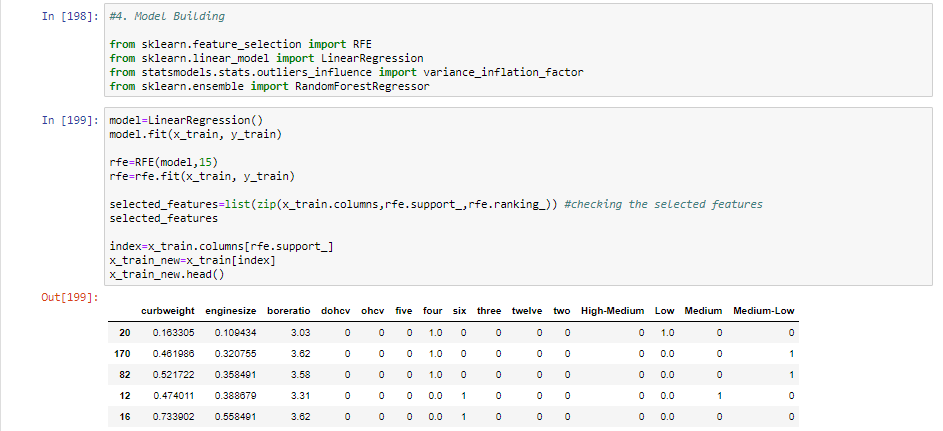 In [198]: #4. Model Building
from sklearn.feature_selection import RFE
from sklearn.linear_model import LinearRegression
from statsmodels.stats.outliers_influence import variance_inflation_factor
from sklearn.ensemble import RandomForestRegressor
In [199]: model=LinearRegression()
model.fit(x_train, y_train)
rfe=RFE(model,15)
rfe=rfe.fit(x_train, y_train)
selected_features=list(zip(x_train.columns,rfe.support_,rfe.ranking_)) #checking the selected features
selected_features
index=x_train.columns[rfe.support_]
x_train_new=x_train[index]
x_train_new.head()
Out[199]:
curbweight enginesize boreratio dohcv ohcv five four six three twelve two High-Medium Low Medium Medium-Low
20 0.163305 0.109434 3.03 0 0 0 1.0 0 0 0 0 0 1.0 0 0
170 0.461986 0.320755 3.62 0 0 0 1.0 0 0 0 0 0 0.0 0 1
82 0.521722 0.358491 3.58 0 0 0 1.0 0 0 0 0 0 0.0 0 1
12 0.474011 0.388679 3.31 0 0 0 0.0 1 0 0 0 0 0.0 1 0
16 0.733902 0.558491 3.62 0 0 0 0.0 1 0 0 0 0 0.0 0 0